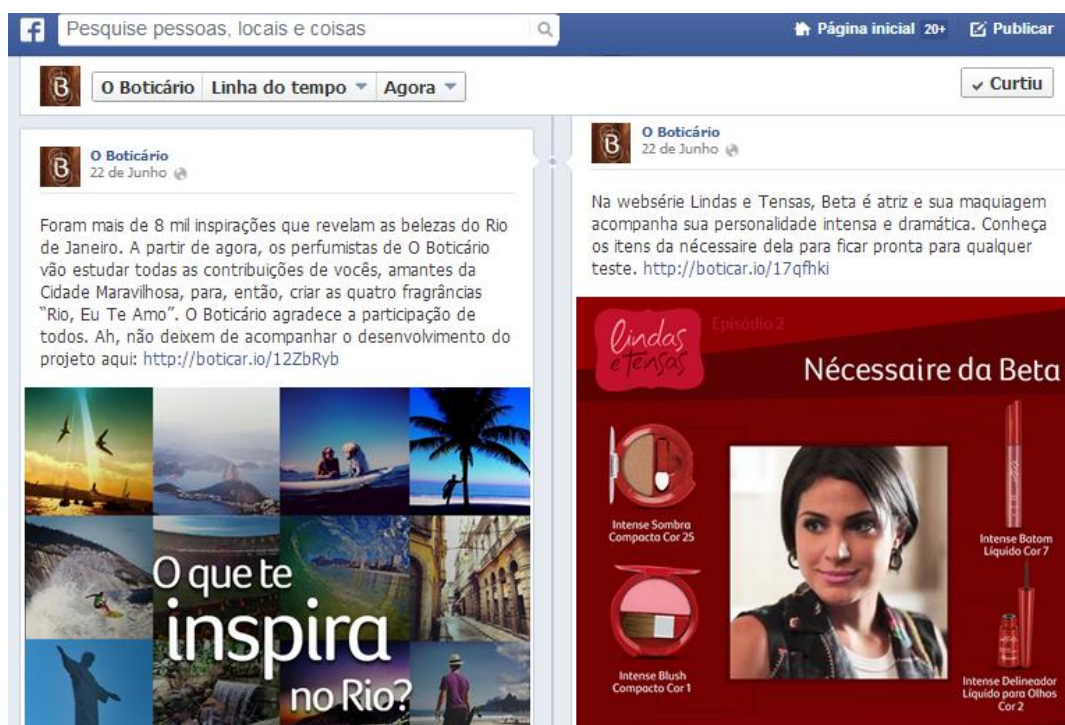 f Pesquise pessoas, locais e coisas
Página inicial 20+ Publicar
B O Boticário Linha do tempo Agora Curtiu
B O Boticário
22 de Junho
Foram mais de 8 mil inspirações que revelam as belezas do Rio
de Janeiro. A partir de agora, os perfumistas de O Boticário
vão estudar todas as contribuições de vocês, amantes da
Cidade Maravilhosa, para, então, criar as quatro fragrâncias
“Rio, Eu Te Amo”. O Boticário agradece a participação de
todos. Ah, não deixem de acompanhar o desenvolvimento do
projeto aqui: http://boticar.io/12ZbRyb
O que te
inspira
no Rio?
B O Boticário
22 de Junho
Na websérie Lindas e Tensas, Beta é atriz e sua maquiagem
acompanha sua personalidade intensa e dramática. Conheça
os itens da nécessaire dela para ficar pronta para qualquer
teste. http://boticar.io/17qfhki
lindas
e tensas
Episódio 2
Nécessaire da Beta
Intense Sombra
Compacta Cor 25
Intense Batom
Líquido Cor 7
Intense Blush
Compacto Cor 1
Intense Delineador
Líquido para Olhos
Cor 2